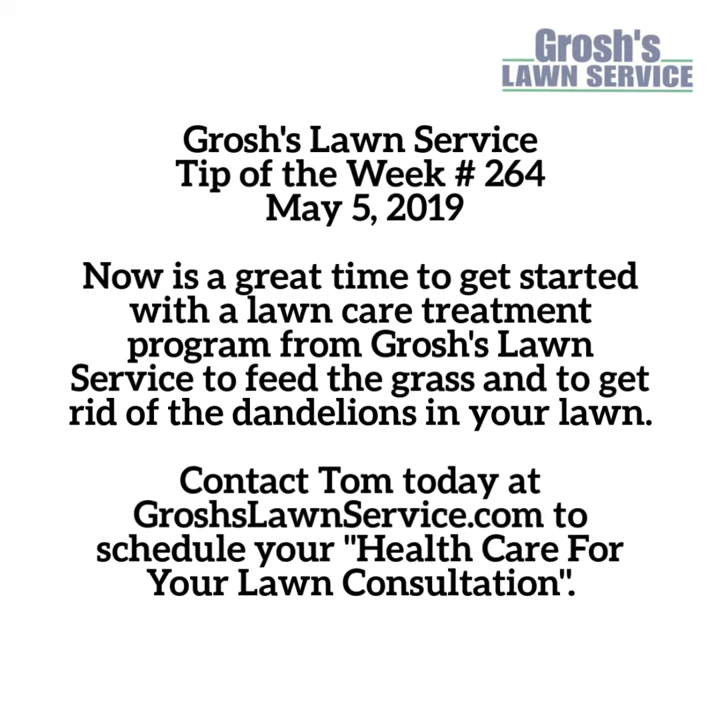 Grosh's
LAWN SERVICE
Grosh's Lawn Service
Tip of the Week # 264
May 5, 2019
Now is a great time to get started
with a lawn care treatment
program from Grosh's Lawn
Service to feed the grass and to get
rid of the dandelions in your lawn.
Contact Tom today at
GroshsLawnService.com to
schedule your "Health Care For
Your Lawn Consultation".